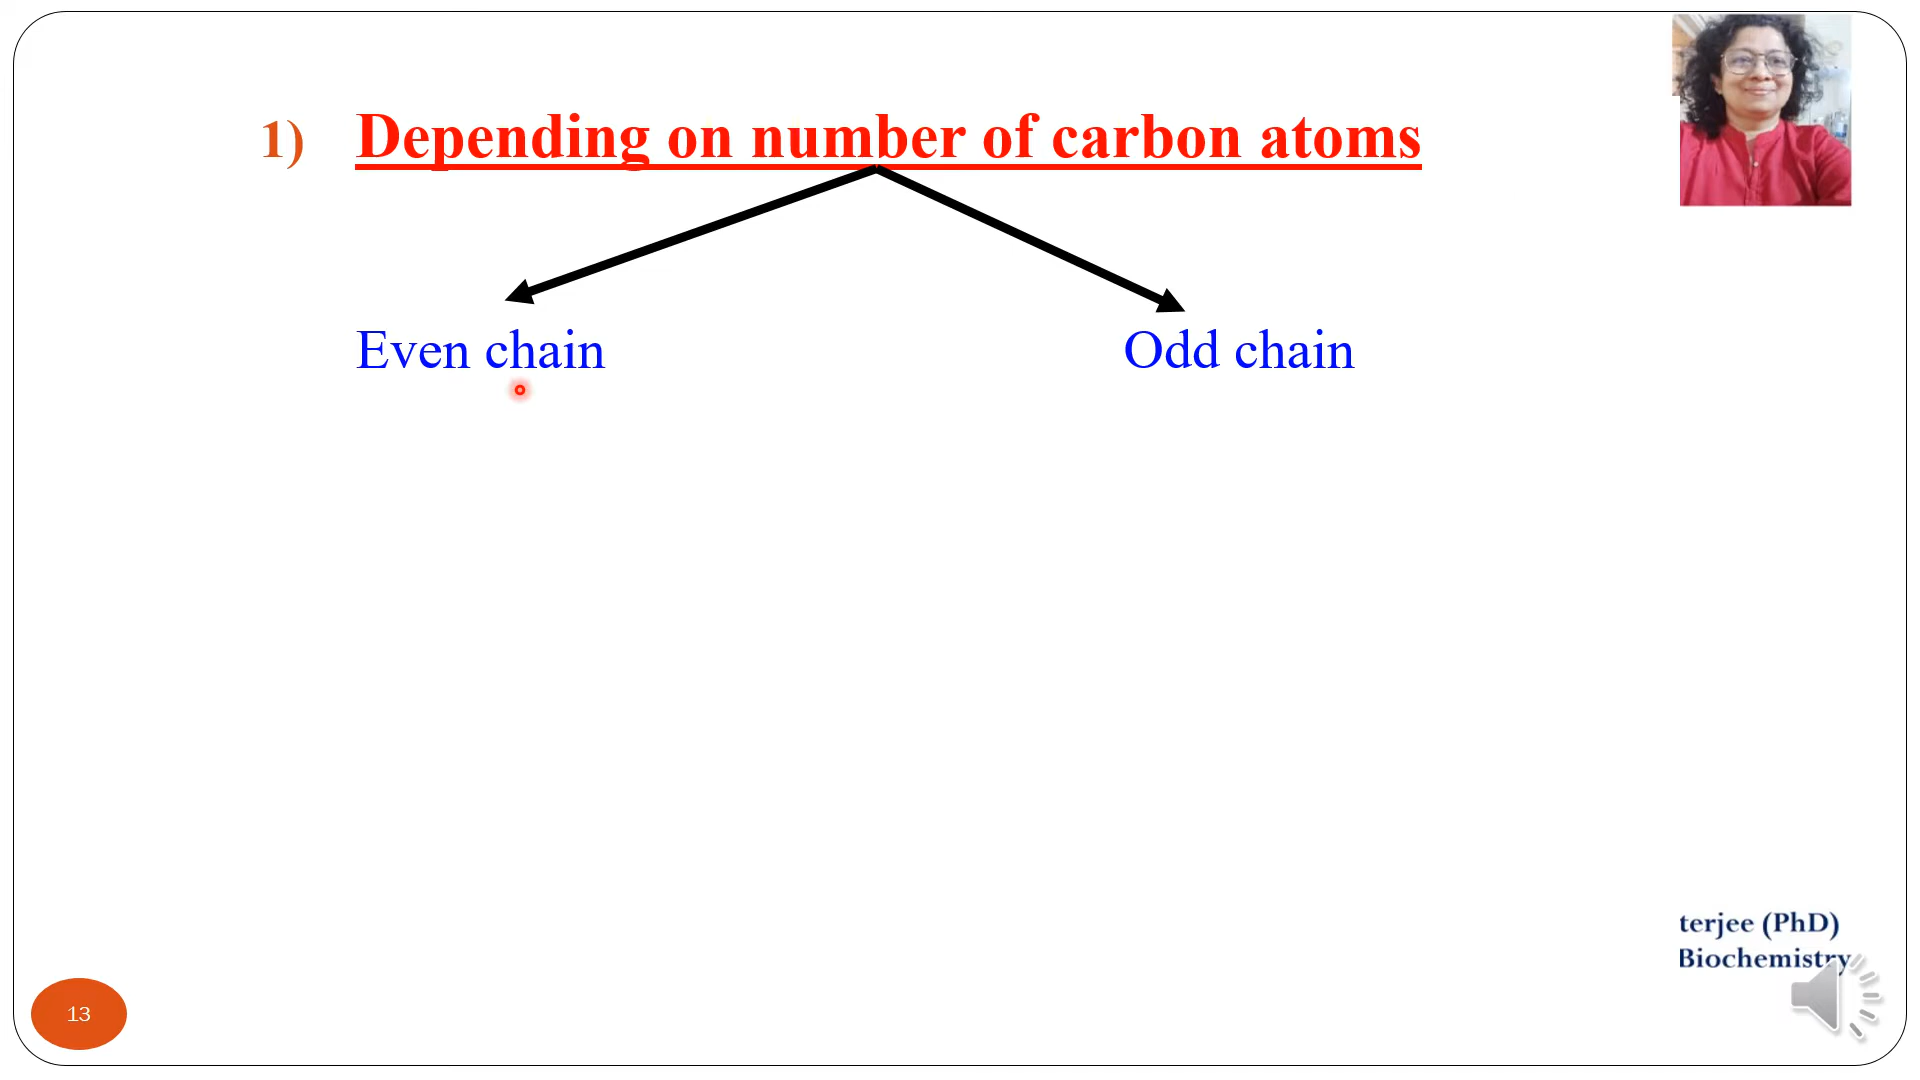 1) Depending on number of carbon atoms
Even chain
Odd chain
terjee (PhD)
Biochemistry
13